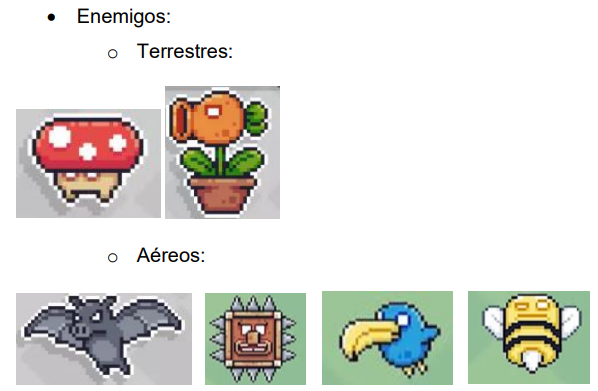 • Enemigos:
o Terrestres:
o Aéreos: